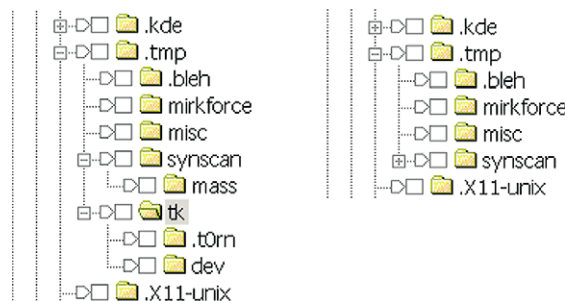 .kde
.tmp
.bleh
mirkforce
misc
synscan
mass
tk
.t0rn
dev
.X11-unix
.kde
.tmp
.bleh
mirkforce
misc
synscan
.X11-unix